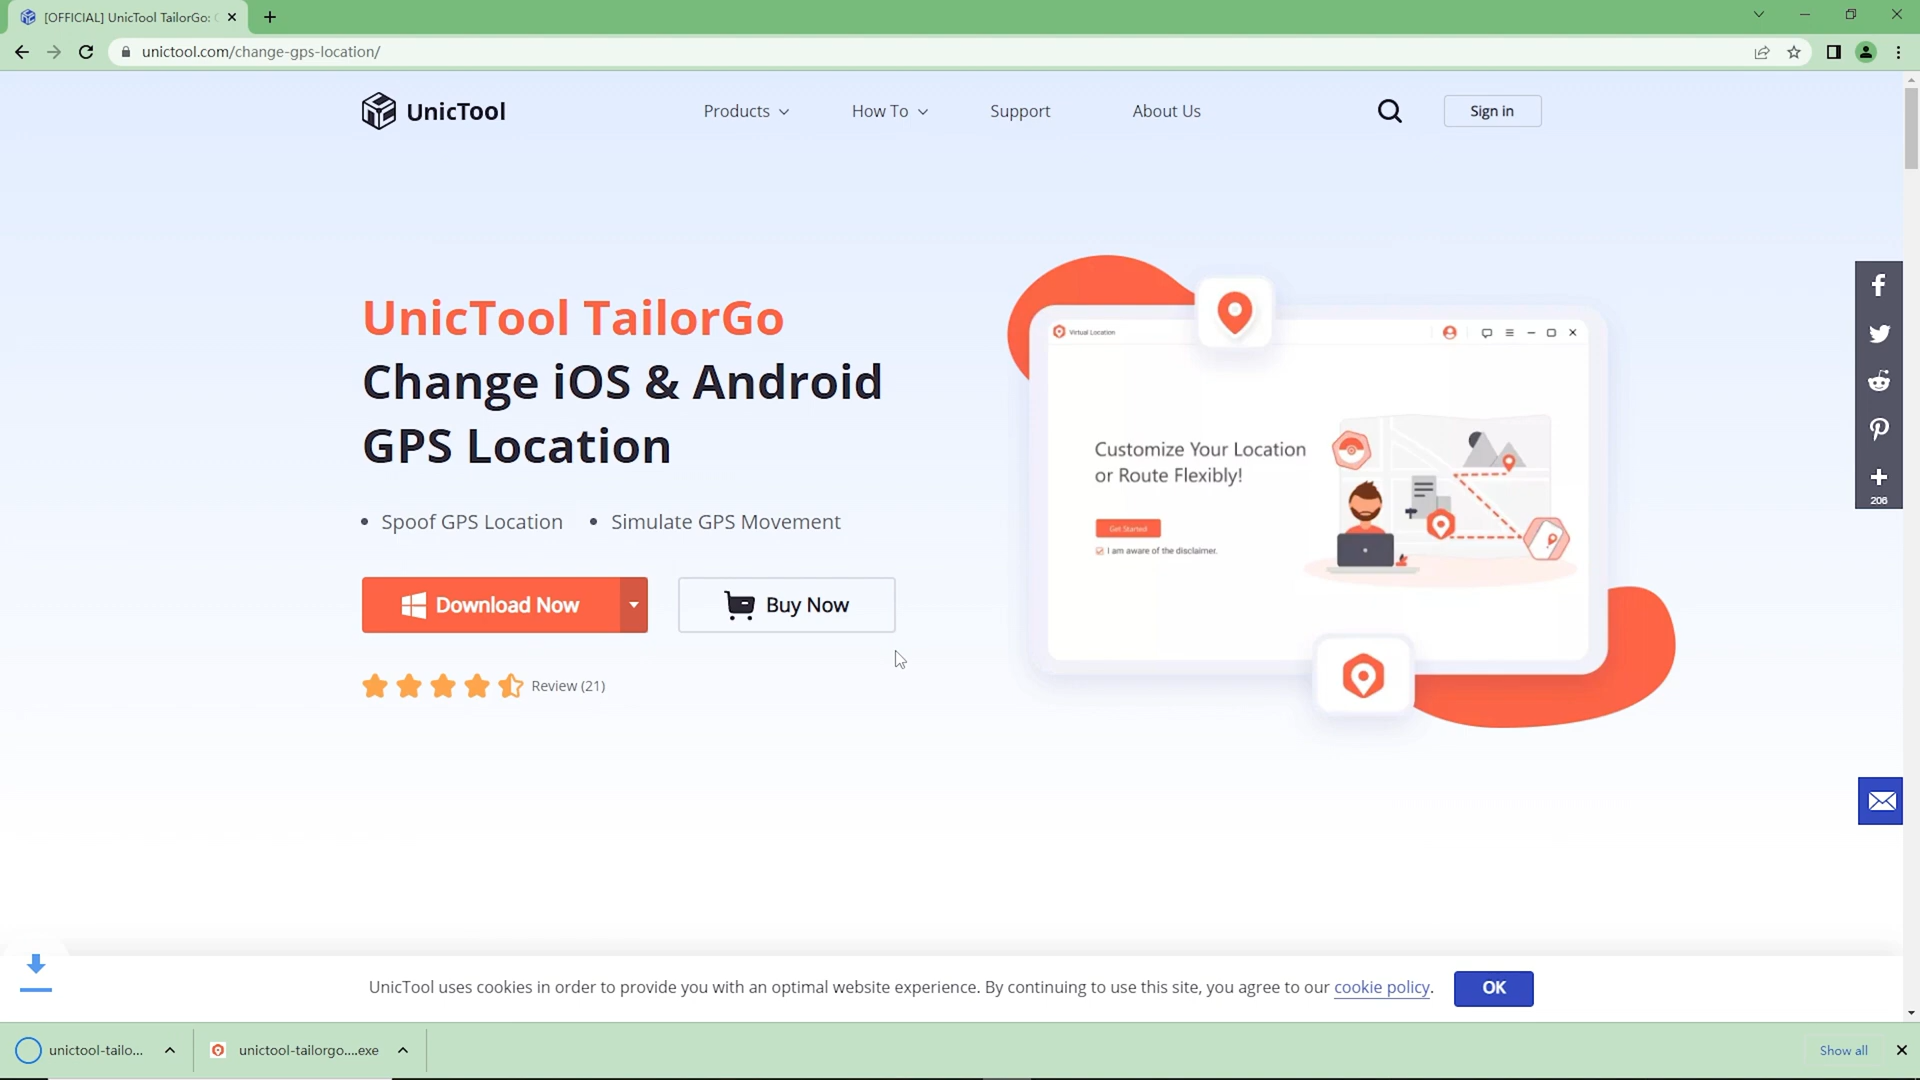 [OFFICIAL] UnicTool TailorGo:
unictool.com/change-gps-location/
UnicTool
Products
How To
Support
About Us
Sign in
UnicTool TailorGo
Change iOS & Android
GPS Location
Spoof GPS Location
Simulate GPS Movement
Download Now
Buy Now
Review (21)
Virtual Location
Customize Your Location
or Route Flexibly!
Get Started
I am aware of the disclaimer.
206
UnicTool uses cookies in order to provide you with an optimal website experience. By continuing to use this site, you agree to our cookie policy.
OK
unictool-tailo...
unictool-tailorgo....exe
Show all